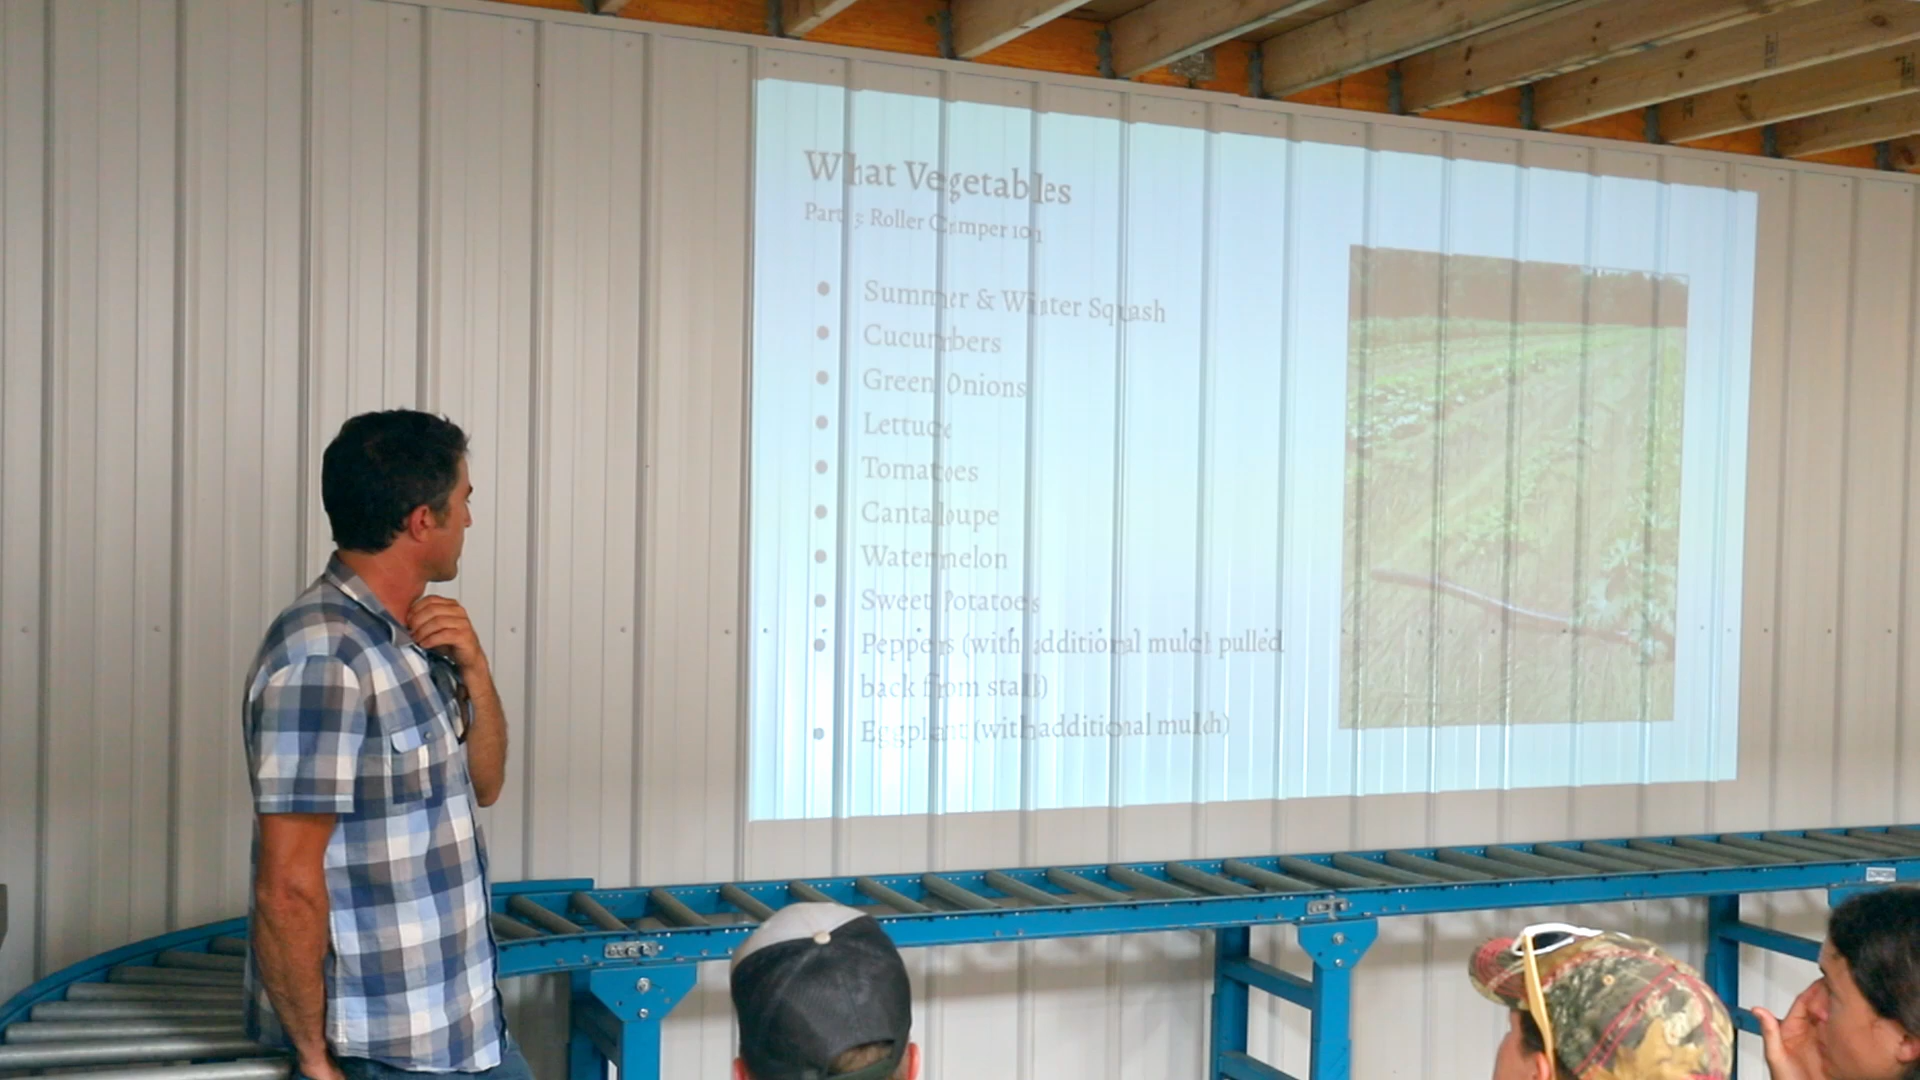 What Vegetables
Part 3: Roller Crimper 101
Summer & Winter Squash
Cucumbers
Green Onions
Lettuce
Tomatoes
Cantaloupe
Watermelon
Sweet Potatoes
Peppers (with additional mulch pulled
back from stalk)
Eggplant (with additional mulch)